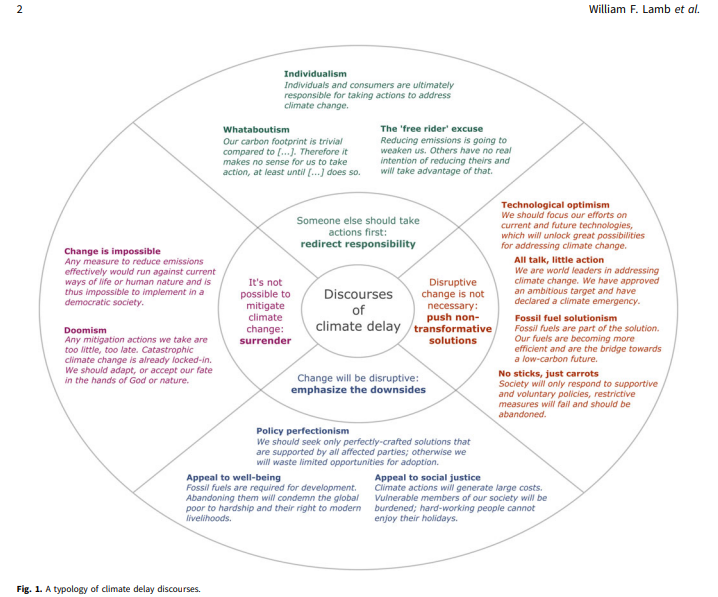 2
William F. Lamb et al.
Individualism
Individuals and consumers are ultimately
responsible for taking actions to address
climate change.
Whataboutism
Our carbon footprint is trivial
compared to [...]. Therefore it
makes no sense for us to take
action, at least until [...] does so.
The 'free rider' excuse
Reducing emissions is going to
weaken us. Others have no real
intention of reducing theirs and
will take advantage of that.
Someone else should take
actions first:
redirect responsibility
Technological optimism
We should focus our efforts on
current and future technologies,
which will unlock great possibilities
for addressing climate change.
All talk, little action
We are world leaders in addressing
climate change. We have approved
an ambitious target and have
declared a climate emergency.
Fossil fuel solutionism
Fossil fuels are part of the solution.
Our fuels are becoming more
efficient and are the bridge towards
a low-carbon future.
No sticks, just carrots
Society will only respond to supportive
and voluntary policies, restrictive
measures will fail and should be
abandoned.
Disruptive
change is not
necessary:
push non-
transformative
solutions
Discourses
of
climate delay
It's not
possible to
mitigate
climate
change:
surrender
Change is impossible
Any measure to reduce emissions
effectively would run against current
ways of life or human nature and is
thus impossible to implement in a
democratic society.
Doomism
Any mitigation actions we take are
too little, too late. Catastrophic
climate change is already locked-in.
We should adapt, or accept our fate
in the hands of God or nature.
Change will be disruptive:
emphasize the downsides
Policy perfectionism
We should seek only perfectly-crafted solutions that
are supported by all affected parties; otherwise we
will waste limited opportunities for adoption.
Appeal to well-being
Fossil fuels are required for development.
Abandoning them will condemn the global
poor to hardship and their right to modern
livelihoods.
Appeal to social justice
Climate actions will generate large costs.
Vulnerable members of our society will be
burdened; hard-working people cannot
enjoy their holidays.
Fig. 1. A typology of climate delay discourses.